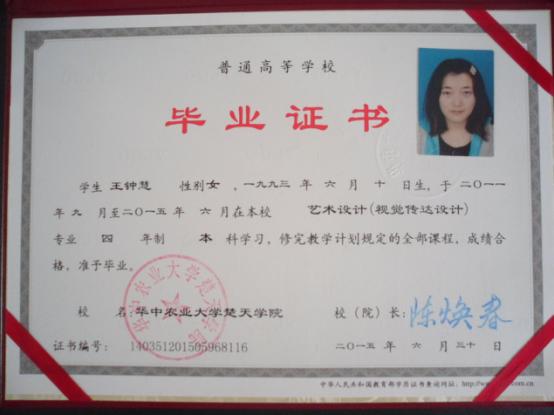 普通高等学校
毕业证书
学生 王钟慧 性别女 ,一九九三 年 六 月 十 日生,于二〇一一
年 九 月至二〇一五年 六 月在本校 艺术设计(视觉传达设计)
专业 四 年制 本 科学习,修完教学计划规定的全部课程,成绩合
格,准予毕业。
校 名:华中农业大学楚天学院 校(院)长:陈焕春
证书编号: 140351201505968116 二〇一五 年 六 月 三十 日
华中农业大学楚天学院
中华人民共和国教育部学历证书查询网址:http://www.